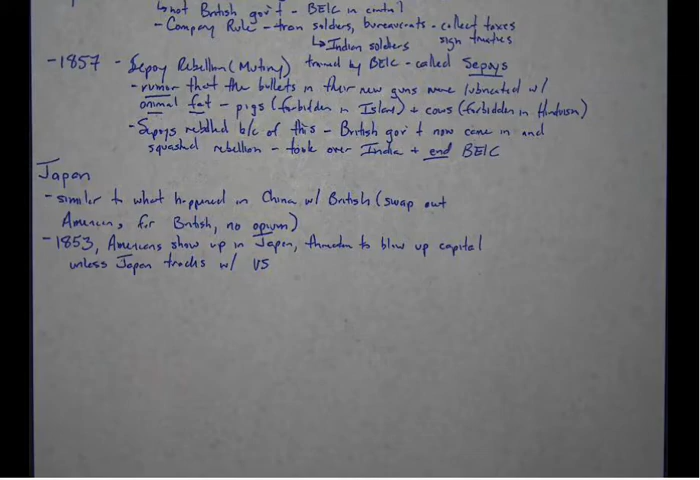 ↳not British gov't - BEIC in control
- Company Rule - train solders, bureaucrats - collect taxes
sign treaties
↳Indian solders
-1857 - Sepoy Rebellion (Mutiny) trained by BEIC - called Sepoys
- rumor that the bullets in their new guns were lubricated w/
animal fat - pigs (forbidden in Islam) + cows (forbidden in Hinduism)
- Sepoys rebelled b/c of this - British gov't now come in and
squashed rebellion - took over India + end BEIC
Japan
- similar to what happened in China w/ British (swap out
Americans for British, no opium)
- 1853, Americans show up in Japan, threaten to blow up capital
unless Japan trades w/ US